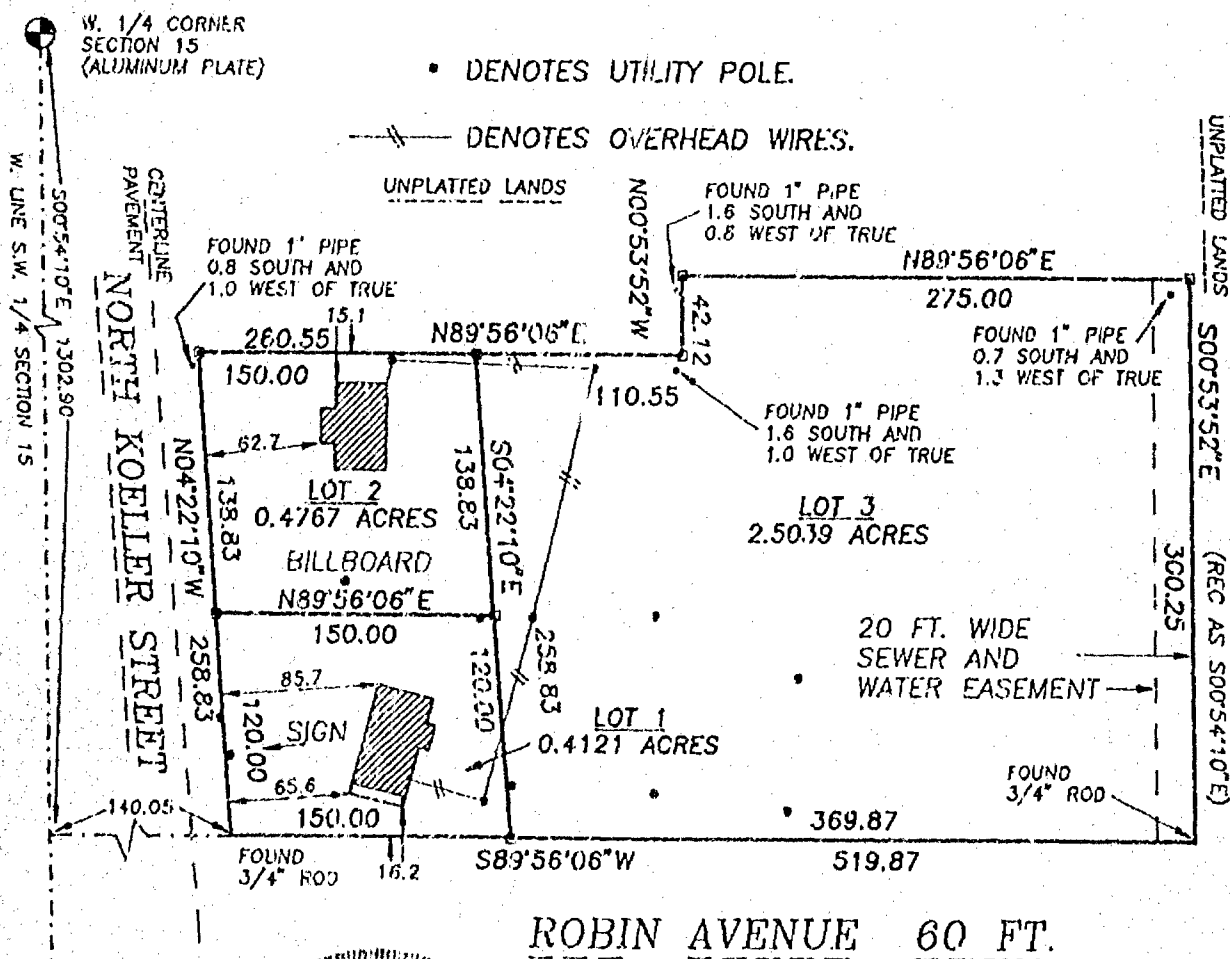 W. 1/4 CORNER
SECTION 15
(ALUMINUM PLATE)
• DENOTES UTILITY POLE.
DENOTES OVERHEAD WIRES.
UNPLATTED LANDS
UNPLATTED LANDS
W. LINE S.W. 1/4 SECTION 15
S00°54'10"E 1302.90
CENTERLINE
PAVEMENT
NORTH KOELLER STREET
FOUND 1" PIPE
0.8 SOUTH AND
1.0 WEST OF TRUE
N00°53'52"W
FOUND 1" PIPE
1.6 SOUTH AND
0.6 WEST OF TRUE
N89°56'06"E
275.00
42.12
FOUND 1" PIPE
0.7 SOUTH AND
1.3 WEST OF TRUE
S00°53'52"E
(REC AS S00°54'10"E)
300.25
15.1
260.55
N89°56'06"E
150.00
110.55
FOUND 1" PIPE
1.6 SOUTH AND
1.0 WEST OF TRUE
62.7
N04°22'10"W
138.83
LOT 2
0.4767 ACRES
138.83
S04°22'10"E
LOT 3
2.5039 ACRES
BILLBOARD
N89°56'06"E
150.00
258.83
120.00
85.7
SIGN
65.6
120.00
258.83
LOT 1
0.4121 ACRES
20 FT. WIDE
SEWER AND
WATER EASEMENT
FOUND
3/4" ROD
140.05
150.00
369.87
FOUND
3/4" ROD
16.2
S89°56'06"W
519.87
ROBIN AVENUE 60 FT.